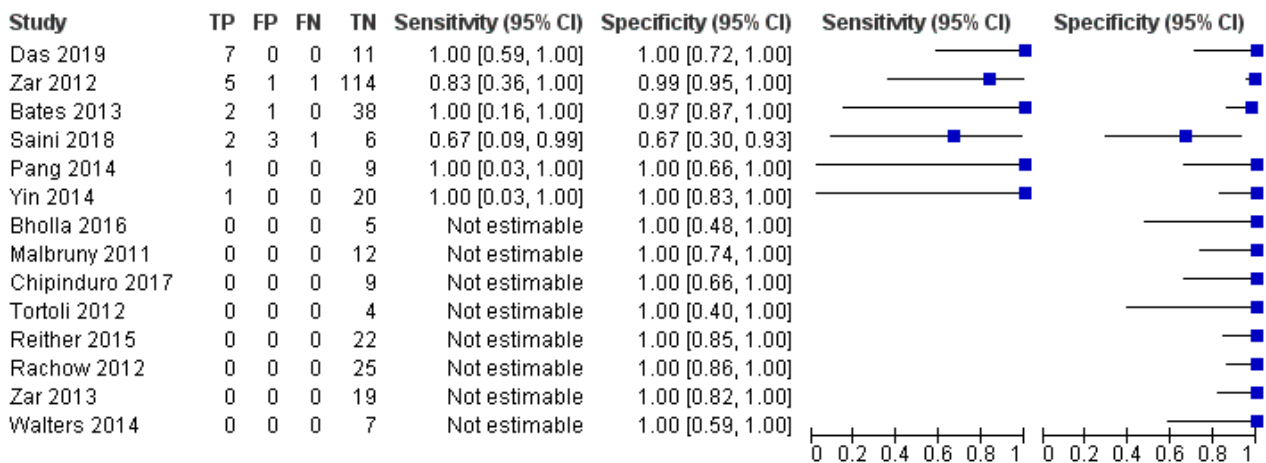 Study TP FP FN TN Sensitivity (95% CI) Specificity (95% CI) Sensitivity (95% CI) Specificity (95% CI)
Das 2019 7 0 0 11 1.00 [0.59, 1.00] 1.00 [0.72, 1.00]
Zar 2012 5 1 1 114 0.83 [0.36, 1.00] 0.99 [0.95, 1.00]
Bates 2013 2 1 0 38 1.00 [0.16, 1.00] 0.97 [0.87, 1.00]
Saini 2018 2 3 1 6 0.67 [0.09, 0.99] 0.67 [0.30, 0.93]
Pang 2014 1 0 0 9 1.00 [0.03, 1.00] 1.00 [0.66, 1.00]
Yin 2014 1 0 0 20 1.00 [0.03, 1.00] 1.00 [0.83, 1.00]
Bholla 2016 0 0 0 5 Not estimable 1.00 [0.48, 1.00]
Malbruny 2011 0 0 0 12 Not estimable 1.00 [0.74, 1.00]
Chipinduro 2017 0 0 0 9 Not estimable 1.00 [0.66, 1.00]
Tortoli 2012 0 0 0 4 Not estimable 1.00 [0.40, 1.00]
Reither 2015 0 0 0 22 Not estimable 1.00 [0.85, 1.00]
Rachow 2012 0 0 0 25 Not estimable 1.00 [0.86, 1.00]
Zar 2013 0 0 0 19 Not estimable 1.00 [0.82, 1.00]
Walters 2014 0 0 0 7 Not estimable 1.00 [0.59, 1.00]
0 0.2 0.4 0.6 0.8 1 0 0.2 0.4 0.6 0.8 1